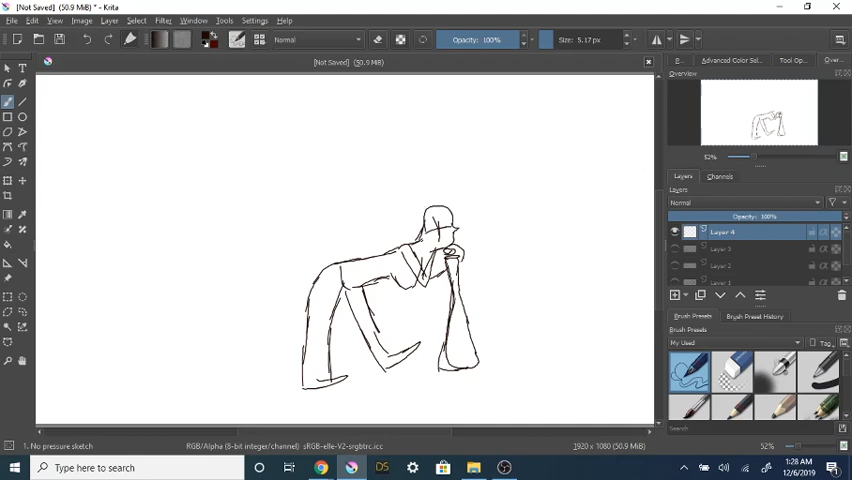 [Not Saved] (50.9 MiB) * - Krita
File Edit View Image Layer Select Filter Tools Settings Help
Normal
Opacity: 100%
Size: 5.17 px
[Not Saved] (50.9 MiB)
P... Advanced Color Sel... Tool Op... Over...
Overview
52%
Layers Channels
Layers
Normal
Opacity: 100%
Layer 4
Layer 3
Layer 2
Layer 1
Brush Presets Brush Preset History
Brush Presets
My Used
Tag
Search
1. No pressure sketch
RGB/Alpha (8-bit integer/channel) sRGB-elle-V2-srgbtrc.icc
1920 x 1080 (50.9 MiB)
52%
Type here to search
DS
1:28 AM
12/6/2019